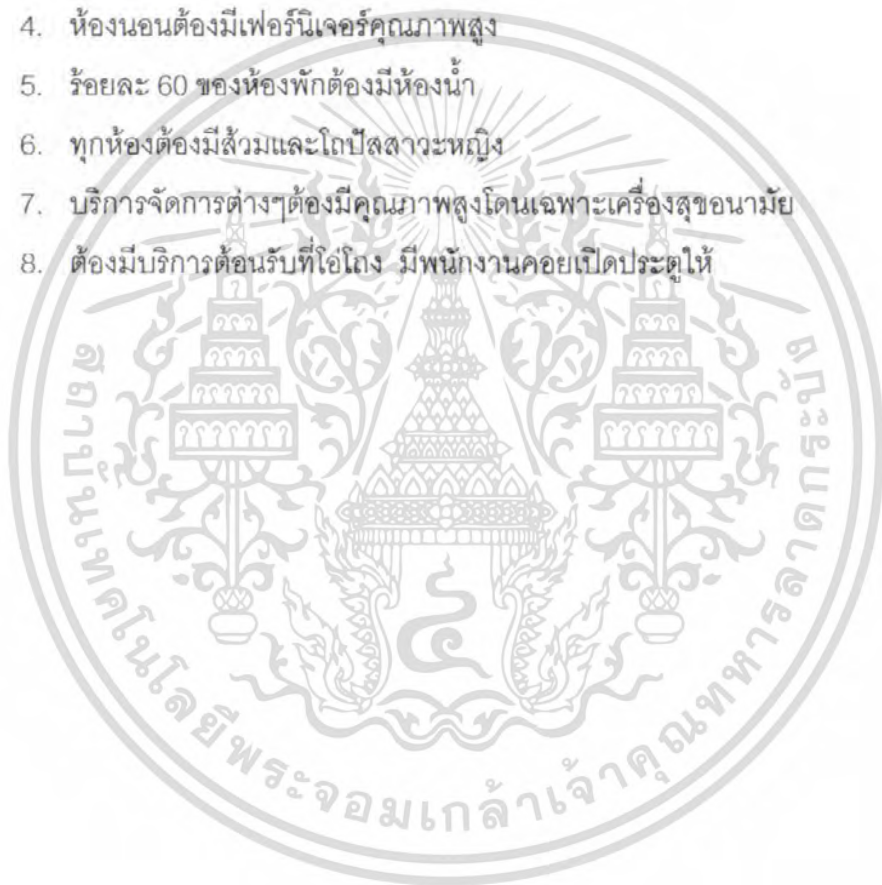 4. ห้องนอนต้องมีเฟอร์นิเจอร์คุณภาพสูง
5. ร้อยละ 60 ของห้องพักต้องมีห้องน้ำ
6. ทุกห้องต้องมีส้วมและโถปัสสาวะหญิง
7. บริการจัดการต่างๆต้องมีคุณภาพสูงโดนเฉพาะเครื่องสุขอนามัย
8. ต้องมีบริการต้อนรับที่โอ่โถง มีพนักงานคอยเปิดประตูให้
สถาบันเทคโนโลยีพระจอมเกล้าเจ้าคุณทหารลาดกระบัง